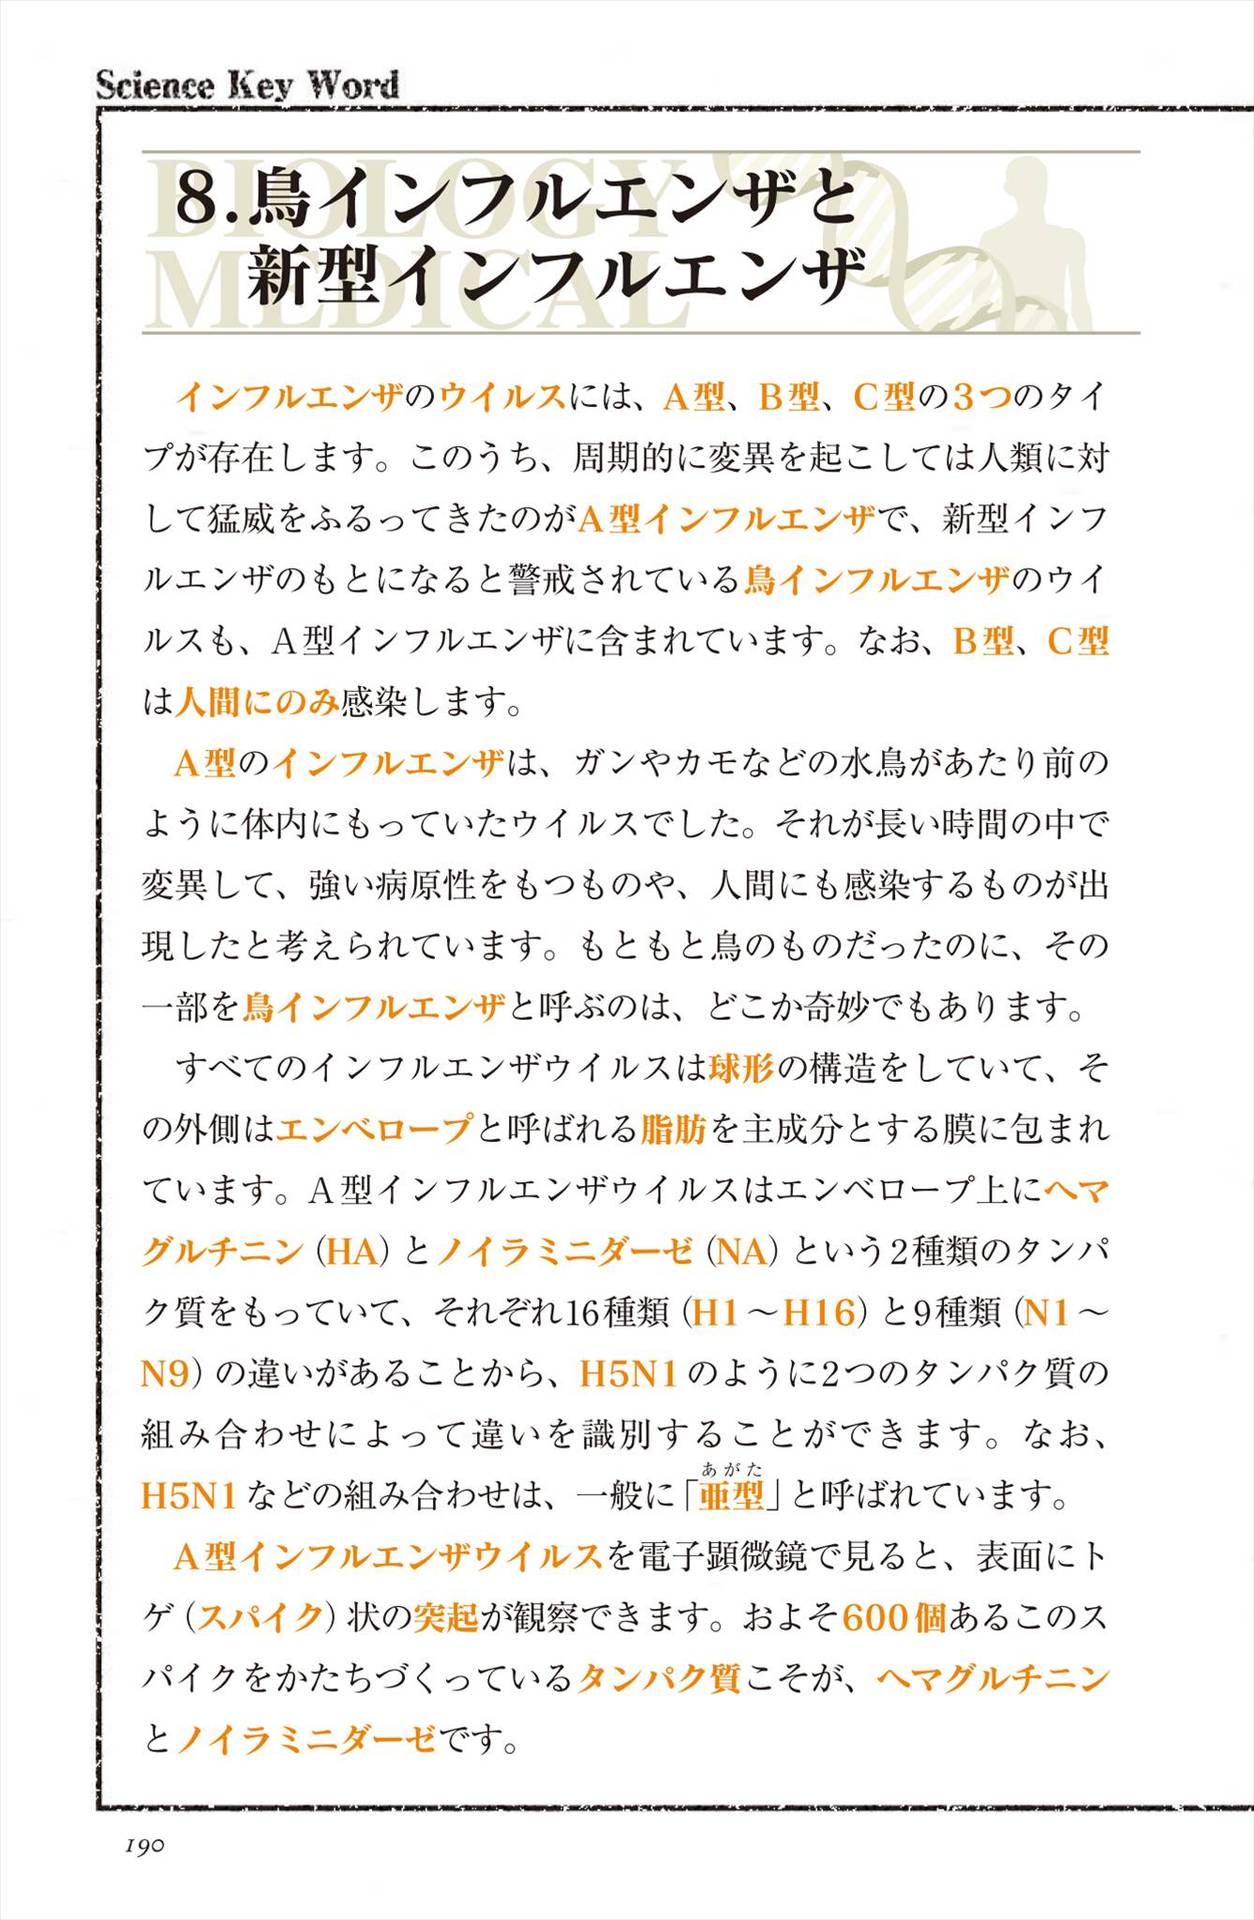 Science Key Word
BIOLOGY
MEDICAL
8.鳥インフルエンザと
新型インフルエンザ
インフルエンザのウイルスには、A型、B型、C型の3つのタイ
プが存在します。このうち、周期的に変異を起こしては人類に対
して猛威をふるってきたのがA型インフルエンザで、新型インフ
ルエンザのもとになると警戒されている鳥インフルエンザのウイ
ルスも、A型インフルエンザに含まれています。なお、B型、C型
は人間にのみ感染します。
A型のインフルエンザは、ガンやカモなどの水鳥があたり前の
ように体内にもっていたウイルスでした。それが長い時間の中で
変異して、強い病原性をもつものや、人間にも感染するものが出
現したと考えられています。もともと鳥のものだったのに、その
一部を鳥インフルエンザと呼ぶのは、どこか奇妙でもあります。
すべてのインフルエンザウイルスは球形の構造をしていて、そ
の外側はエンベロープと呼ばれる脂肪を主成分とする膜に包まれ
ています。A型インフルエンザウイルスはエンベロープ上にヘマ
グルチニン(HA)とノイラミニダーゼ(NA)という2種類のタンパ
ク質をもっていて、それぞれ16種類(H1～H16)と9種類(N1～
N9)の違いがあることから、H5N1のように2つのタンパク質の
組み合わせによって違いを識別することができます。なお、
あがた
H5N1などの組み合わせは、一般に「亜型」と呼ばれています。
A型インフルエンザウイルスを電子顕微鏡で見ると、表面にト
ゲ(スパイク)状の突起が観察できます。およそ600個あるこのス
パイクをかたちづくっているタンパク質こそが、ヘマグルチニン
とノイラミニダーゼです。
190